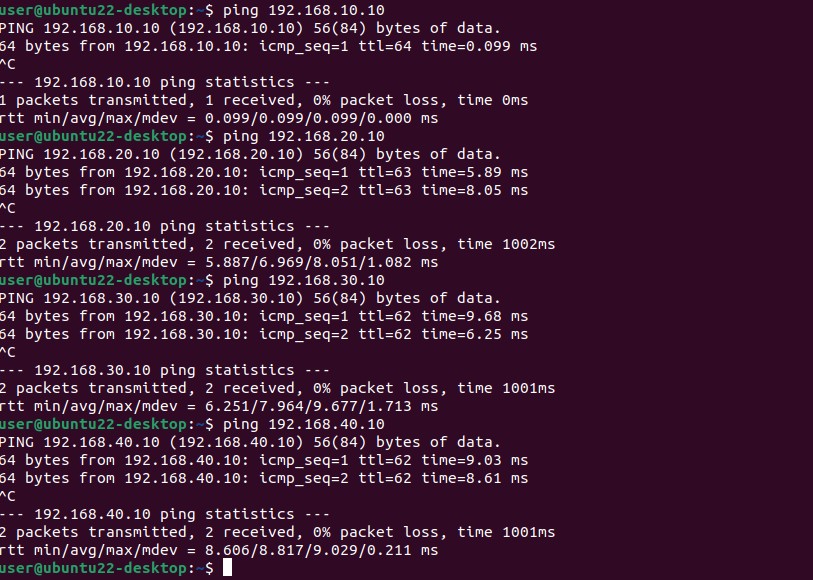 user@ubuntu22-desktop:~$ ping 192.168.10.10
PING 192.168.10.10 (192.168.10.10) 56(84) bytes of data.
64 bytes from 192.168.10.10: icmp_seq=1 ttl=64 time=0.099 ms
^C
--- 192.168.10.10 ping statistics ---
1 packets transmitted, 1 received, 0% packet loss, time 0ms
rtt min/avg/max/mdev = 0.099/0.099/0.099/0.000 ms
user@ubuntu22-desktop:~$ ping 192.168.20.10
PING 192.168.20.10 (192.168.20.10) 56(84) bytes of data.
64 bytes from 192.168.20.10: icmp_seq=1 ttl=63 time=5.89 ms
64 bytes from 192.168.20.10: icmp_seq=2 ttl=63 time=8.05 ms
^C
--- 192.168.20.10 ping statistics ---
2 packets transmitted, 2 received, 0% packet loss, time 1002ms
rtt min/avg/max/mdev = 5.887/6.969/8.051/1.082 ms
user@ubuntu22-desktop:~$ ping 192.168.30.10
PING 192.168.30.10 (192.168.30.10) 56(84) bytes of data.
64 bytes from 192.168.30.10: icmp_seq=1 ttl=62 time=9.68 ms
64 bytes from 192.168.30.10: icmp_seq=2 ttl=62 time=6.25 ms
^C
--- 192.168.30.10 ping statistics ---
2 packets transmitted, 2 received, 0% packet loss, time 1001ms
rtt min/avg/max/mdev = 6.251/7.964/9.677/1.713 ms
user@ubuntu22-desktop:~$ ping 192.168.40.10
PING 192.168.40.10 (192.168.40.10) 56(84) bytes of data.
64 bytes from 192.168.40.10: icmp_seq=1 ttl=62 time=9.03 ms
64 bytes from 192.168.40.10: icmp_seq=2 ttl=62 time=8.61 ms
^C
--- 192.168.40.10 ping statistics ---
2 packets transmitted, 2 received, 0% packet loss, time 1001ms
rtt min/avg/max/mdev = 8.606/8.817/9.029/0.211 ms
user@ubuntu22-desktop:~$